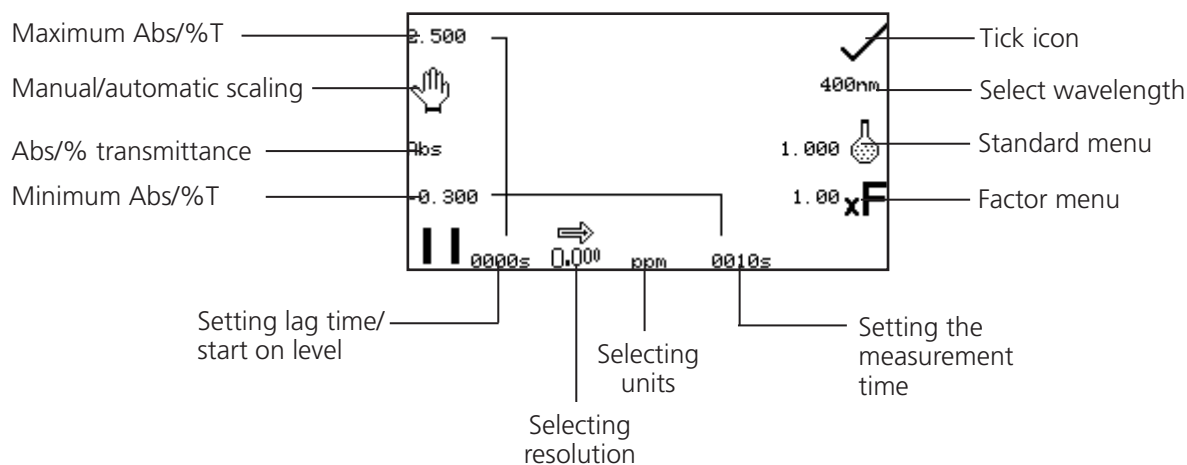 Maximum Abs/%T
Manual/automatic scaling
Abs/% transmittance
Minimum Abs/%T
2.500
Abs
-0.300
0000s
0.000
ppm
0010s
400nm
1.000
1.00 xF
Tick icon
Select wavelength
Standard menu
Factor menu
Setting lag time/
start on level
Selecting
resolution
Selecting
units
Setting the
measurement
time